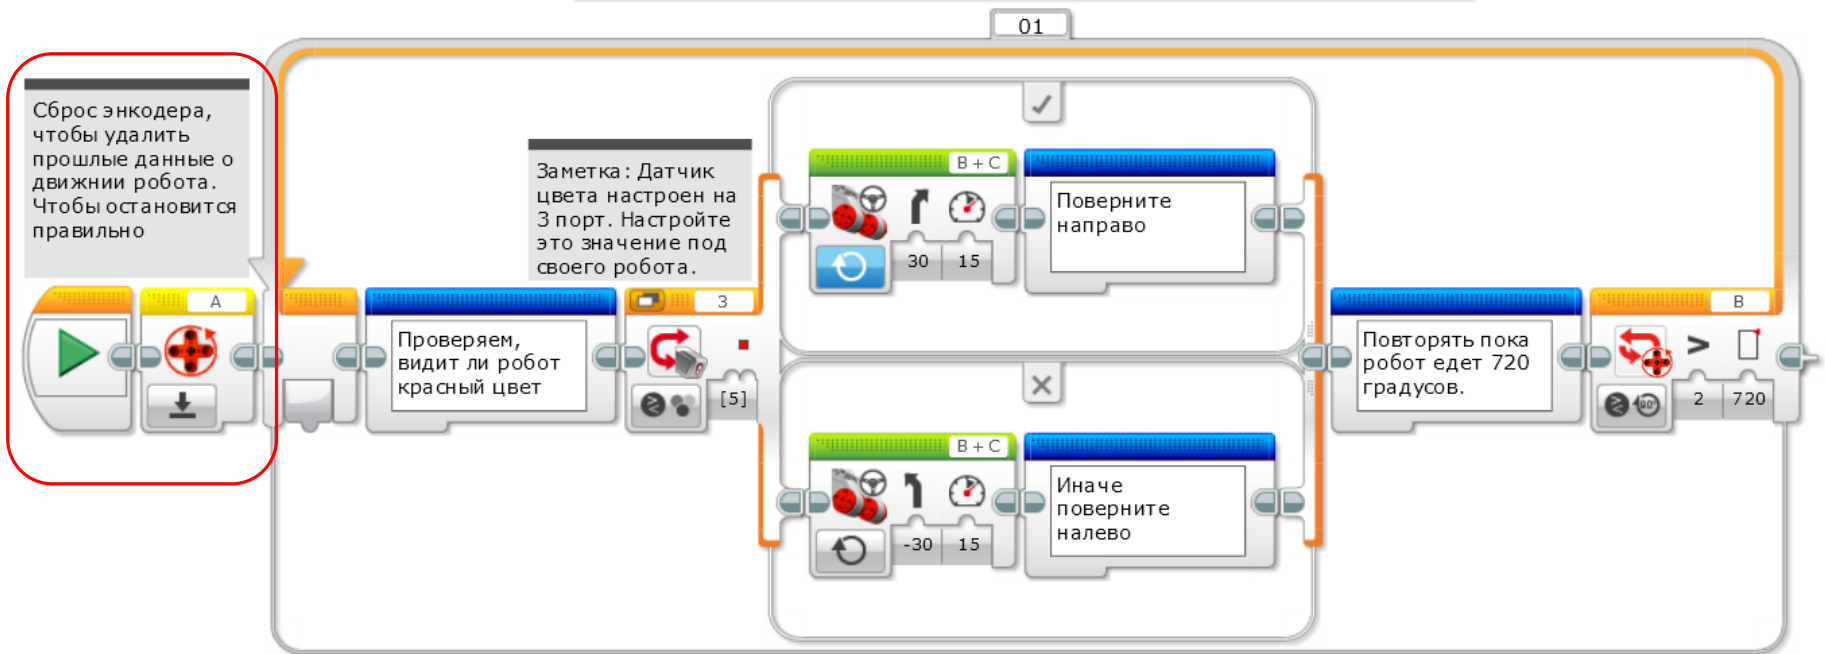 01
Сброс энкодера,
чтобы удалить
прошлые данные о
движнии робота.
Чтобы остановится
правильно
A
Проверяем,
видит ли робот
красный цвет
Заметка: Датчик
цвета настроен на
3 порт. Настройте
это значение под
своего робота.
3
[5]
B + C
30 15
Поверните
направо
B + C
-30 15
Иначе
поверните
налево
Повторять пока
робот едет 720
градусов.
B
>
90°
2 720